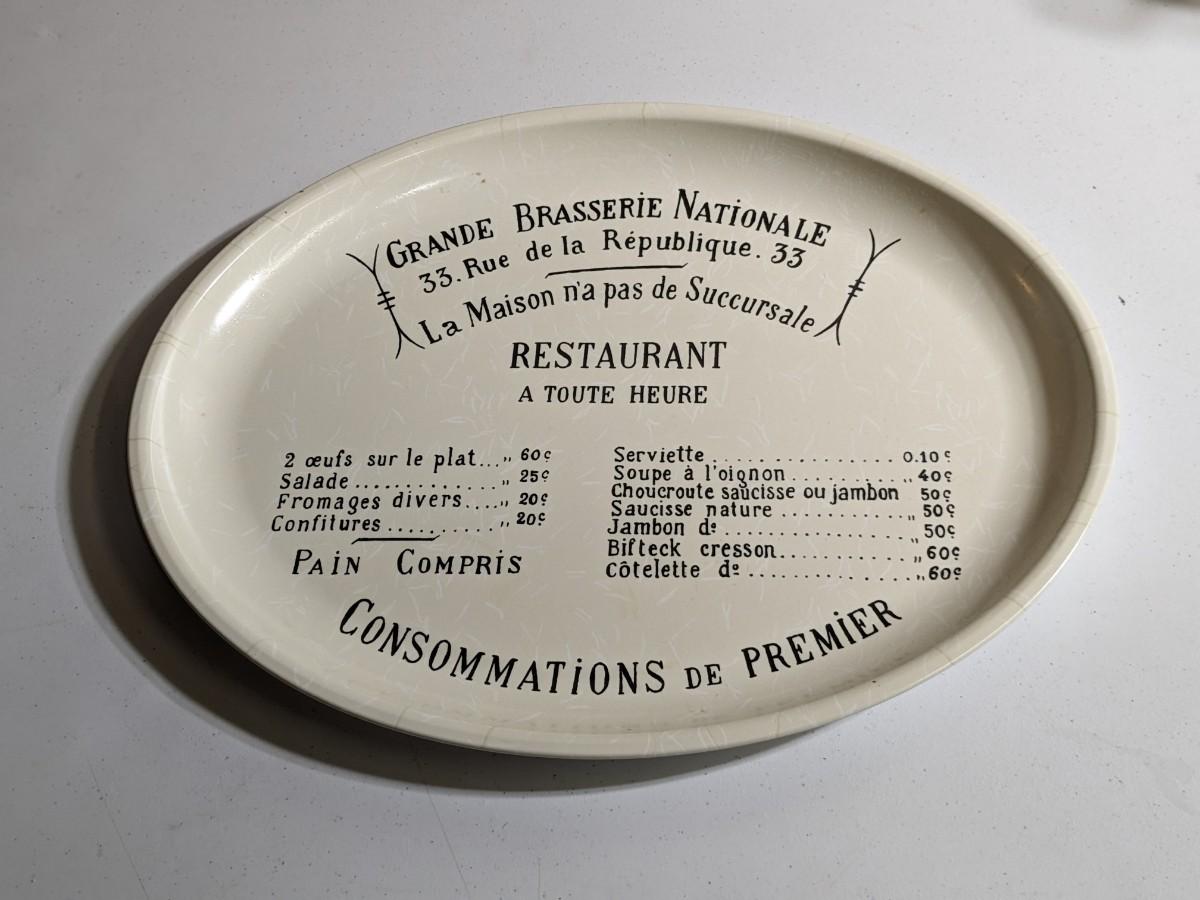 GRANDE BRASSERiE NATiONALE
33. Rue de la République. 33
La Maison n'a pas de Succursale
RESTAURANT
A TOUTE HEURE
2 œufs sur le plat...„ 60c
Salade............„ 25c
Fromages divers....„ 20c
Confitures..........„ 20c
PAiN COMPRIS
Serviette................0.10c
Soupe à l'oignon..........„ 40c
Choucroute saucisse ou jambon 50c
Saucisse nature...........„ 50c
Jambon do................„ 50c
Bifteck cresson............„ 60c
Côtelette do..............„ 60c
CONSOMMATiONS DE PREMiER